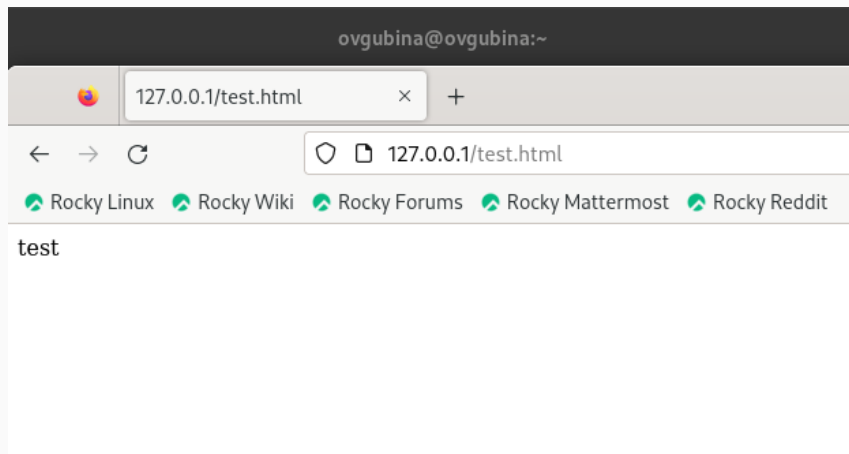 ovgubina@ovgubina:~
127.0.0.1/test.html
127.0.0.1/test.html
Rocky Linux Rocky Wiki Rocky Forums Rocky Mattermost Rocky Reddit
test